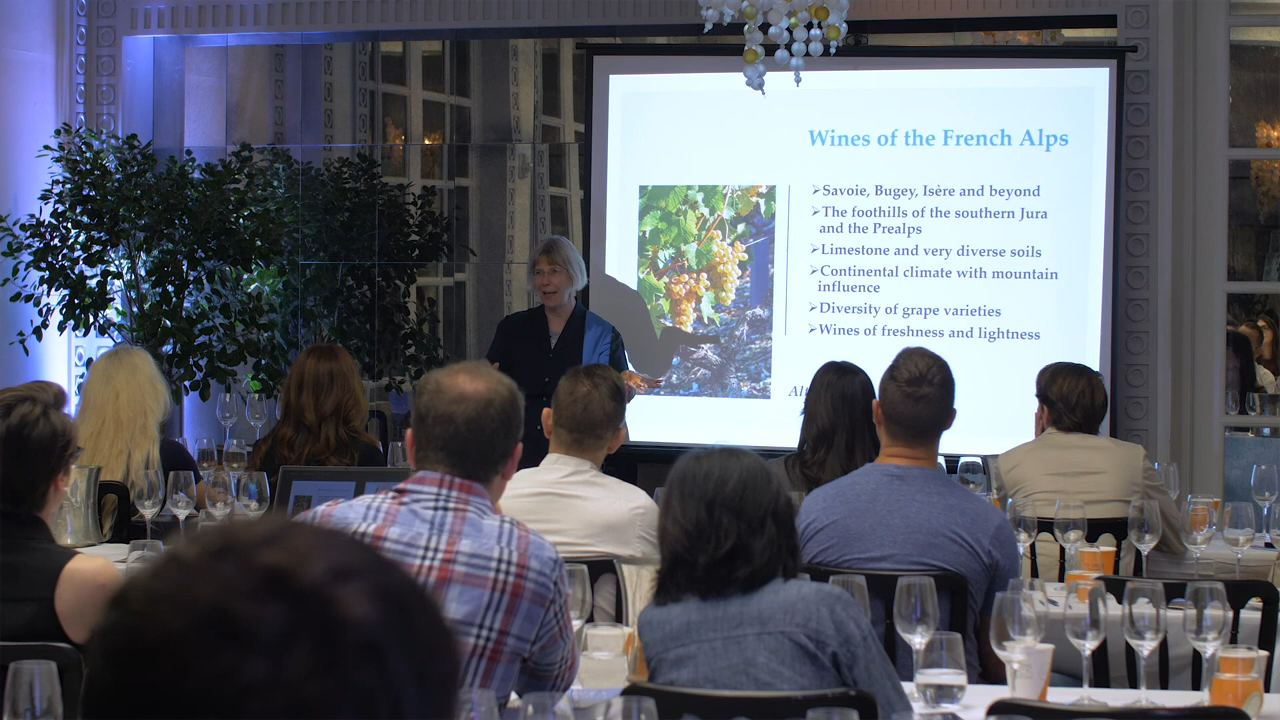 Wines of the French Alps
➢Savoie, Bugey, Isère and beyond
➢The foothills of the southern Jura
and the Prealps
➢Limestone and very diverse soils
➢Continental climate with mountain
influence
➢Diversity of grape varieties
➢Wines of freshness and lightness